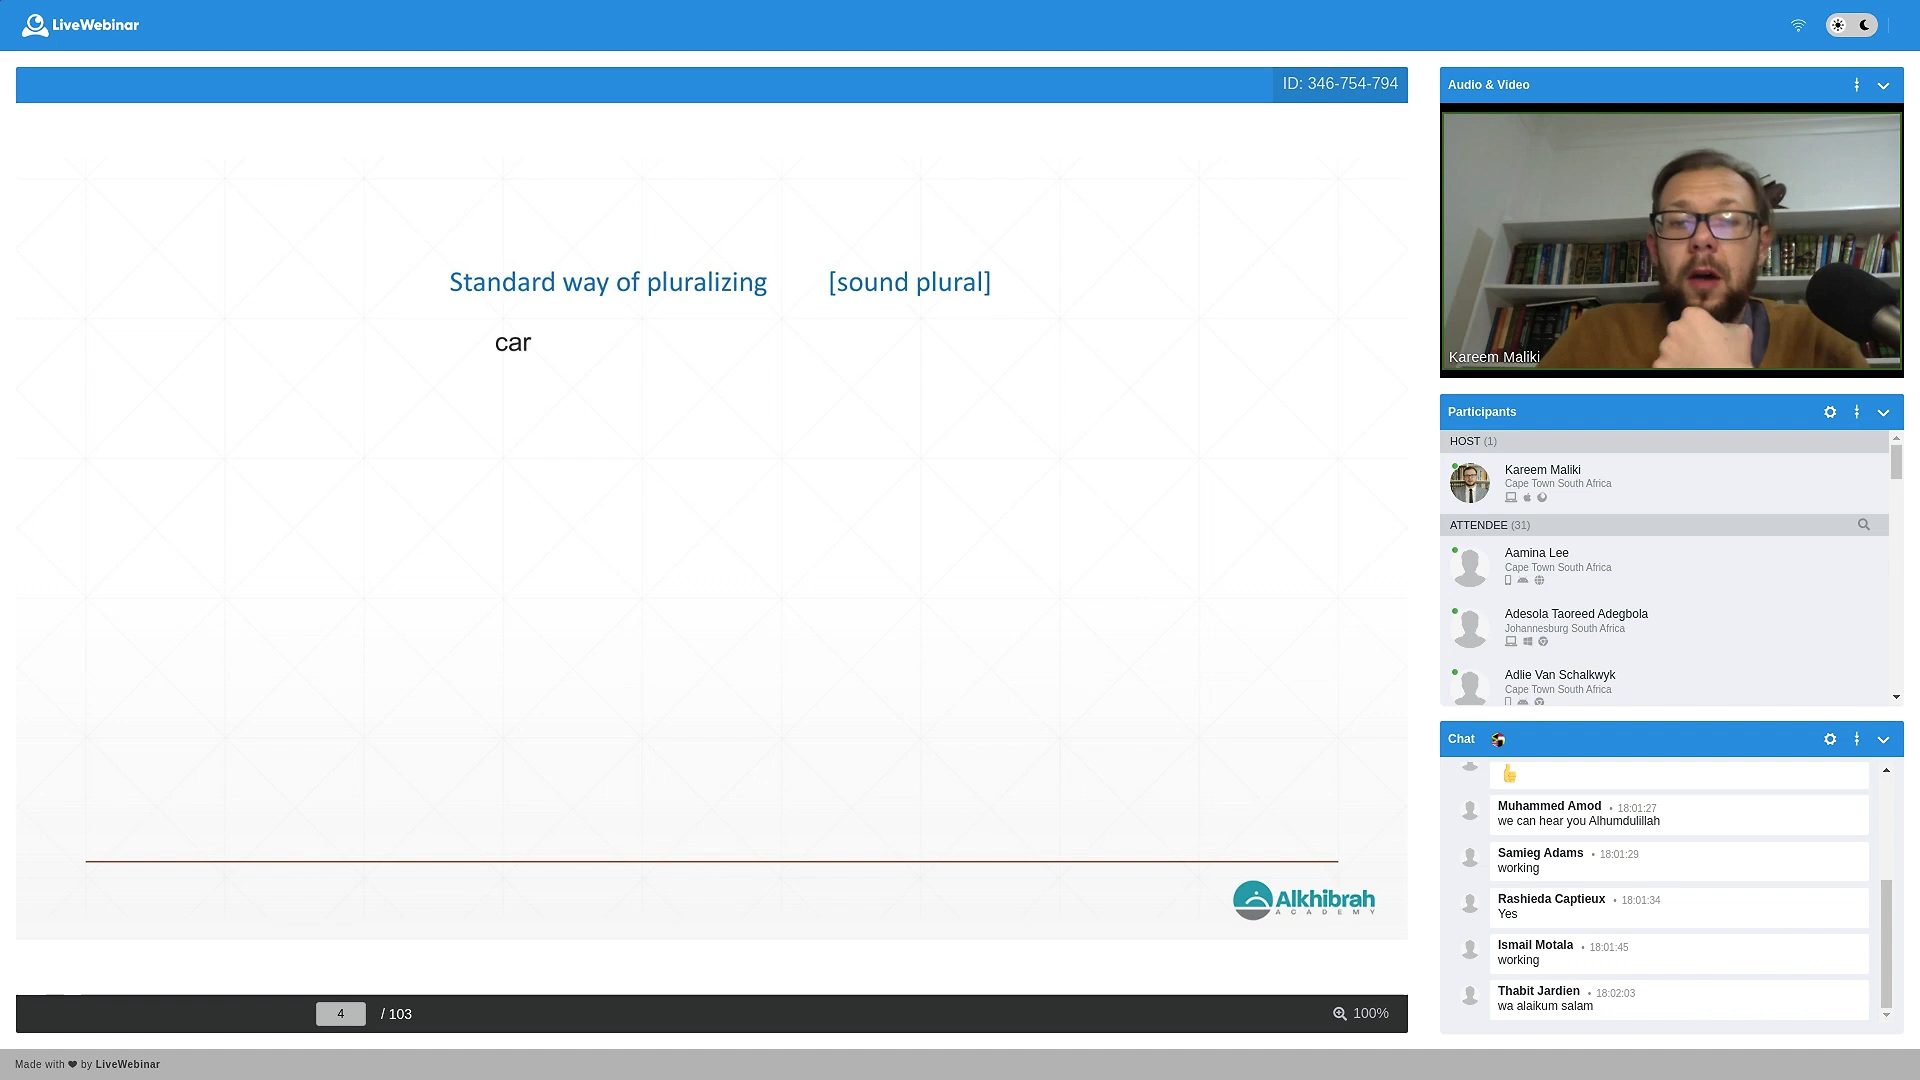 LiveWebinar
ID: 346-754-794
Standard way of pluralizing [sound plural]
car
Alkhibrah
ACADEMY
4 / 103
100%
Audio & Video
Kareem Maliki
Participants
HOST (1)
Kareem Maliki
Cape Town South Africa
ATTENDEE (31)
Aamina Lee
Cape Town South Africa
Adesola Taoreed Adegbola
Johannesburg South Africa
Adlie Van Schalkwyk
Cape Town South Africa
Chat
Muhammed Amod • 18:01:27
we can hear you Alhumdulillah
Samieg Adams • 18:01:29
working
Rashieda Captieux • 18:01:34
Yes
Ismail Motala • 18:01:45
working
Thabit Jardien • 18:02:03
wa alaikum salam
Made with ❤ by LiveWebinar